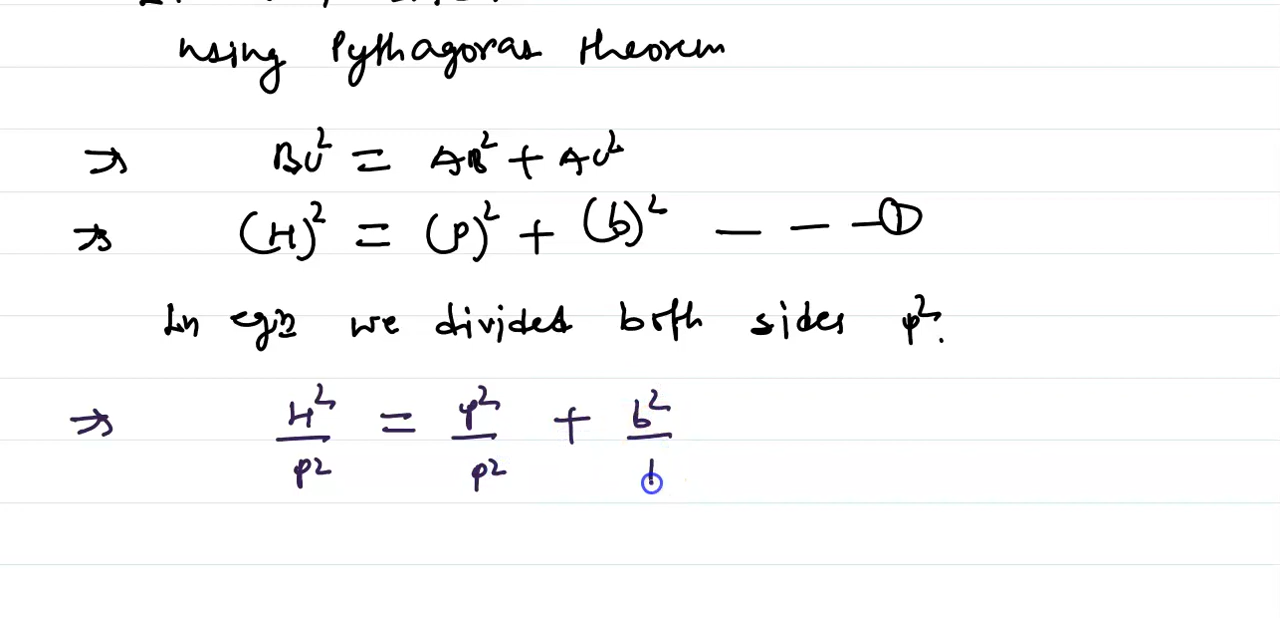 using Pythagoras theorem
⇒ BC² = AB² + AC²
⇒ (H)² = (P)² + (b)² - - - ①
In eqn we divided both sides p².
⇒ H²/p² = p²/p² + b²/